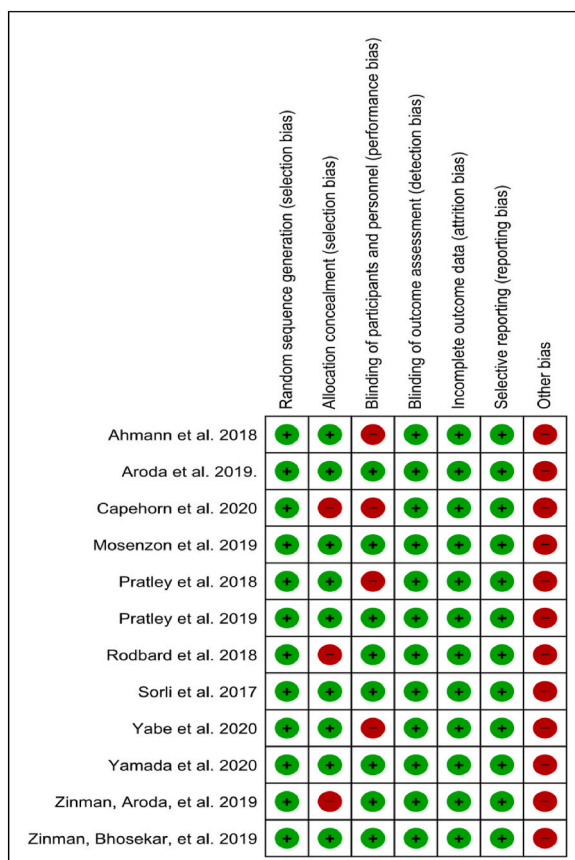 Random sequence generation (selection bias)
Allocation concealment (selection bias)
Blinding of participants and personnel (performance bias)
Blinding of outcome assessment (detection bias)
Incomplete outcome data (attrition bias)
Selective reporting (reporting bias)
Other bias
Ahmann et al. 2018 + + - + + + -
Aroda et al. 2019. + + + + + + -
Capehorn et al. 2020 + - - + + + -
Mosenzon et al. 2019 + + + + + + -
Pratley et al. 2018 + + - + + + -
Pratley et al. 2019 + + + + + + -
Rodbard et al. 2018 + - + + + + -
Sorli et al. 2017 + + + + + + -
Yabe et al. 2020 + + - + + + -
Yamada et al. 2020 + + + + + + -
Zinman, Aroda, et al. 2019 + - + + + + -
Zinman, Bhosekar, et al. 2019 + + + + + + -